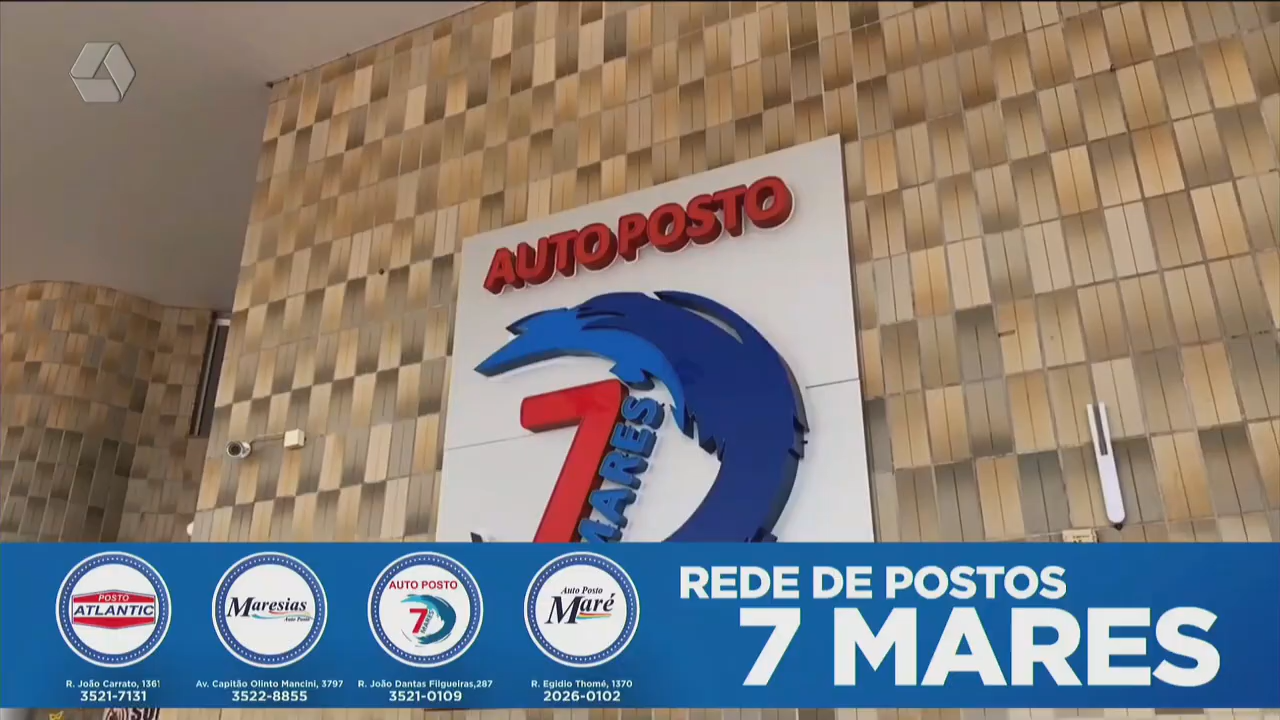 AUTO POSTO
7
MARES
POSTO
ATLANTIC
R. João Carrato, 1361
3521-7131
Maresias
Auto Posto
Av. Capitão Olinto Mancini, 3797
3522-8855
AUTO POSTO
7
MARES
R. João Dantas Filgueiras,287
3521-0109
Auto Posto
Maré
R. Egidio Thomé, 1370
2026-0102
REDE DE POSTOS
7 MARES